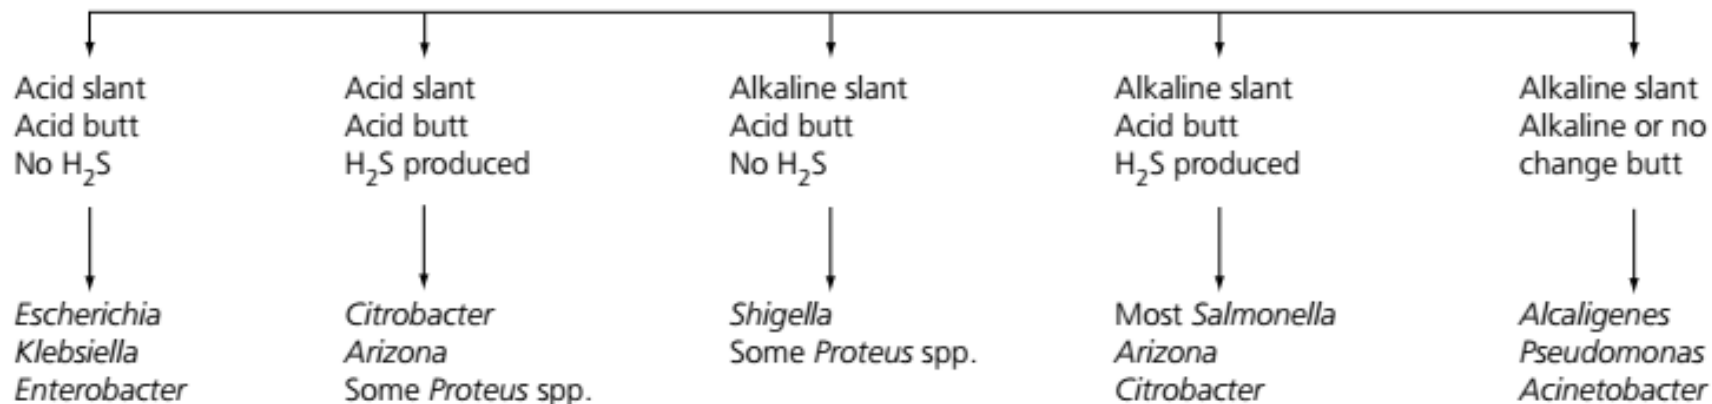 Acid slant
Acid butt
No H₂S
Escherichia
Klebsiella
Enterobacter
Acid slant
Acid butt
H₂S produced
Citrobacter
Arizona
Some Proteus spp.
Alkaline slant
Acid butt
No H₂S
Shigella
Some Proteus spp.
Alkaline slant
Acid butt
H₂S produced
Most Salmonella
Arizona
Citrobacter
Alkaline slant
Alkaline or no
change butt
Alcaligenes
Pseudomonas
Acinetobacter